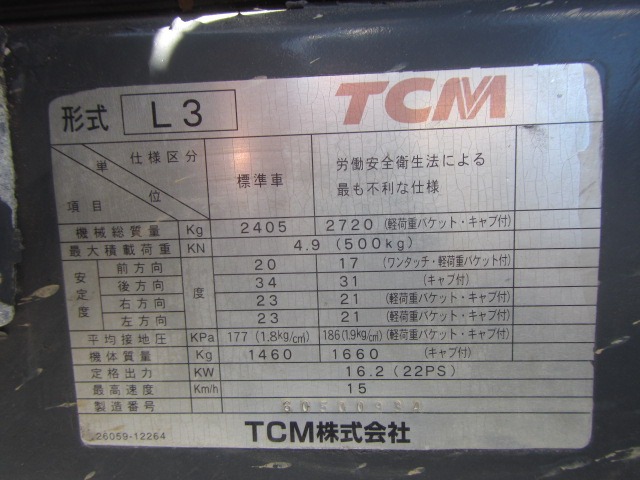 形式 L3 TCM
仕様区分 標準車 労働安全衛生法による
単位
項目 最も不利な仕様
機械総質量 Kg 2405 2720 (軽荷重バケット・キャブ付)
最大積載荷重 KN 4.9 (500kg)
安定度 前方向 度 20 17 (ワンタッチ・軽荷重バケット付)
後方向 34 31 (キャブ付)
右方向 23 21 (軽荷重バケット・キャブ付)
左方向 23 21 (軽荷重バケット・キャブ付)
平均接地圧 KPa 177 (1.8kg/c㎡) 186 (1.9kg/c㎡) (軽荷重バケット・キャブ付)
機体質量 Kg 1460 1660 (キャブ付)
定格出力 KW 16.2 (22PS)
最高速度 Km/h 15
製造番号
26059-12264 TCM株式会社